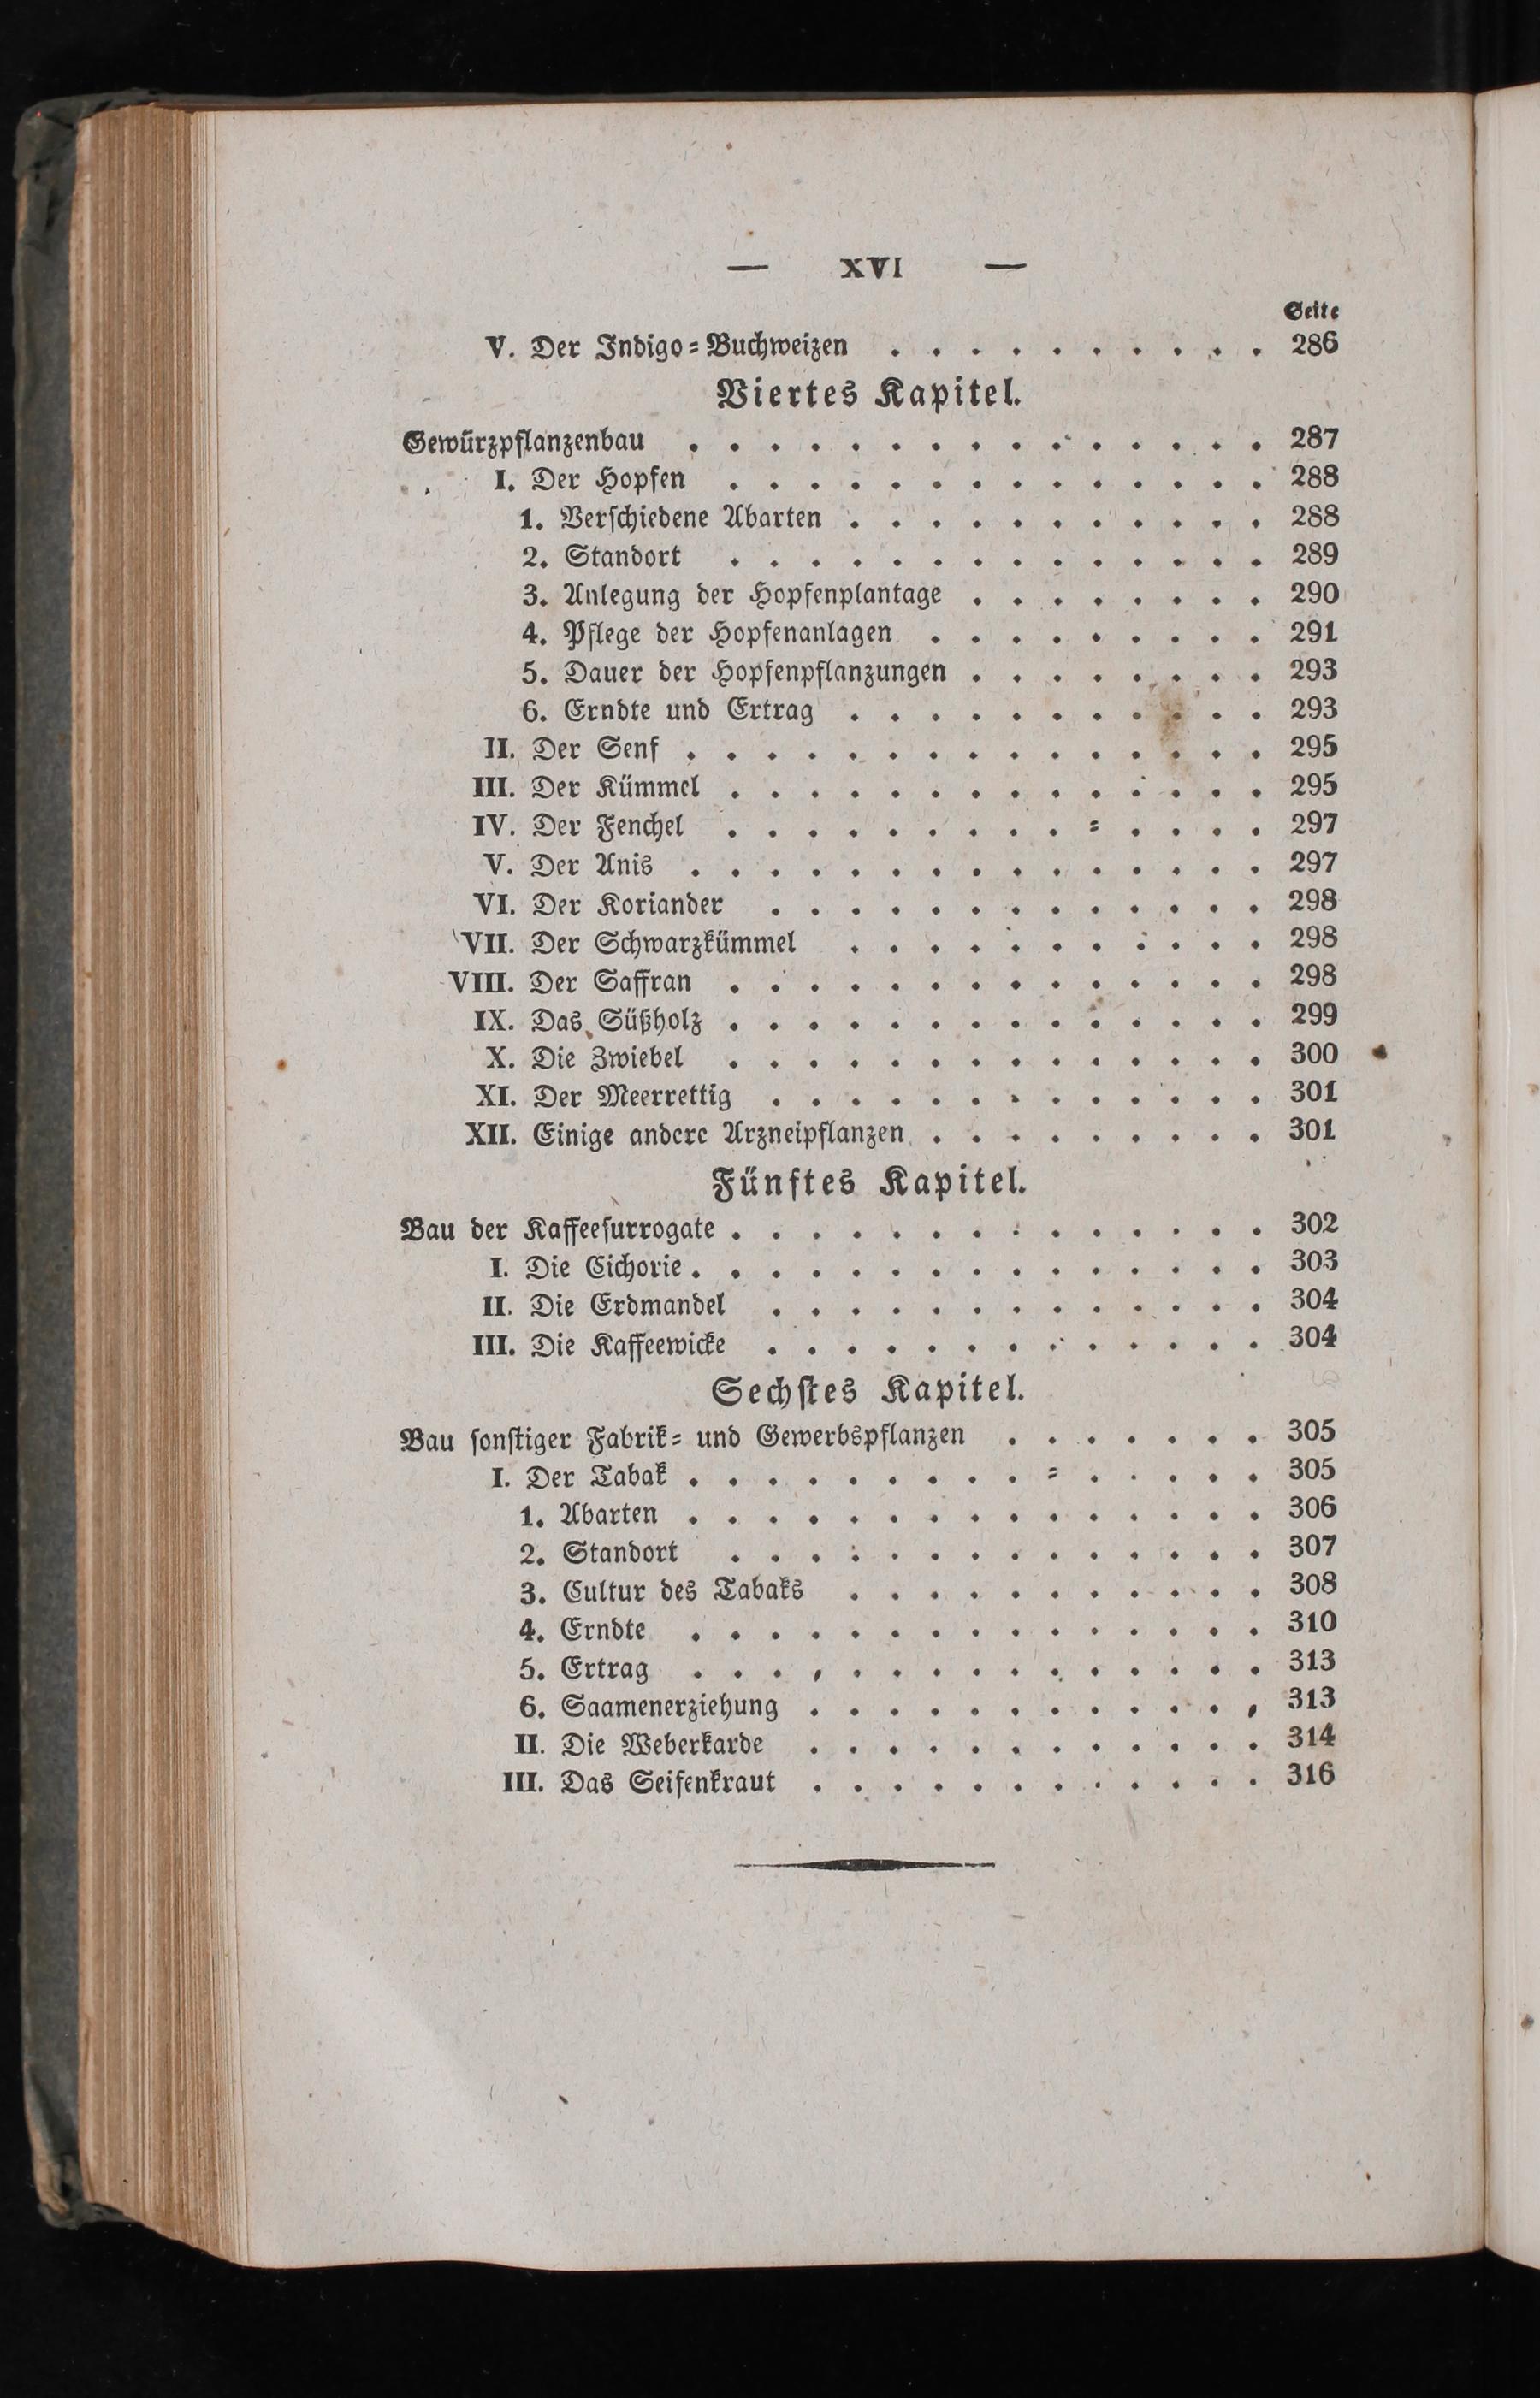 — XVI —
Seite
V. Der Indigo=Buchweizen . . . . . . . . . . 286
Viertes Kapitel.
Gewürzpflanzenbau . . . . . . . . . . . . . . . 287
I. Der Hopfen . . . . . . . . . . . . . . 288
1. Verschiedene Abarten . . . . . . . . . . . 288
2. Standort . . . . . . . . . . . . . . 289
3. Anlegung der Hopfenplantage . . . . . . . . 290
4. Pflege der Hopfenanlagen . . . . . . . . . 291
5. Dauer der Hopfenpflanzungen . . . . . . . . 293
6. Erndte und Ertrag . . . . . . . . . . . 293
II. Der Senf . . . . . . . . . . . . . . . 295
III. Der Kümmel . . . . . . . . . . . . . . 295
IV. Der Fenchel . . . . . . . . . = . . . . 297
V. Der Anis . . . . . . . . . . . . . . . 297
VI. Der Koriander . . . . . . . . . . . . . 298
VII. Der Schwarzkümmel . . . . . . . . . . . 298
VIII. Der Saffran . . . . . . . . . . . . . . 298
IX. Das Süßholz . . . . . . . . . . . . . . 299
X. Die Zwiebel . . . . . . . . . . . . . . 300
XI. Der Meerrettig . . . . . . . . . . . . . 301
XII. Einige andere Arzneipflanzen . . . . . . . . . 301
Fünftes Kapitel.
Bau der Kaffeesurrogate . . . . . . . . . . . . . . 302
I. Die Cichorie . . . . . . . . . . . . . . . 303
II. Die Erdmandel . . . . . . . . . . . . . 304
III. Die Kaffeewicke . . . . . . . . . . . . . 304
Sechstes Kapitel.
Bau sonstiger Fabrik= und Gewerbspflanzen . . . . . . . 305
I. Der Tabak . . . . . . . . . = . . . . . 305
1. Abarten . . . . . . . . . . . . . . . 306
2. Standort . . . : . . . . . . . . . . 307
3. Cultur des Tabaks . . . . . . . . . . . 308
4. Erndte . . . . . . . . . . . . . . . 310
5. Ertrag . . . , . . . . . . . . . . . 313
6. Saamenerziehung . . . . . . . . . . . , 313
II. Die Weberkarde . . . . . . . . . . . . 314
III. Das Seifenkraut . . . . . . . . . . . . 316